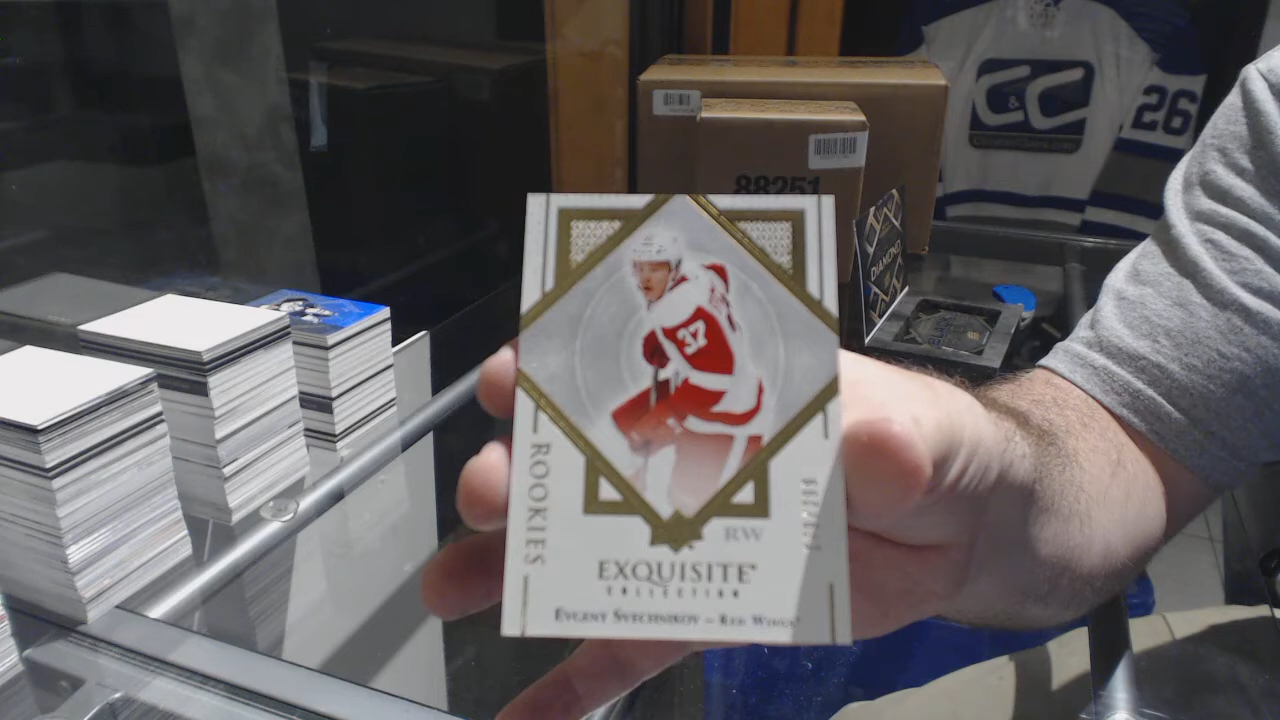 C&C
26
88251
DIAMOND
37
ROOKIES
RW
EXQUISITE
COLLECTION
EVGENY SVECHNIKOV – RED WINGS